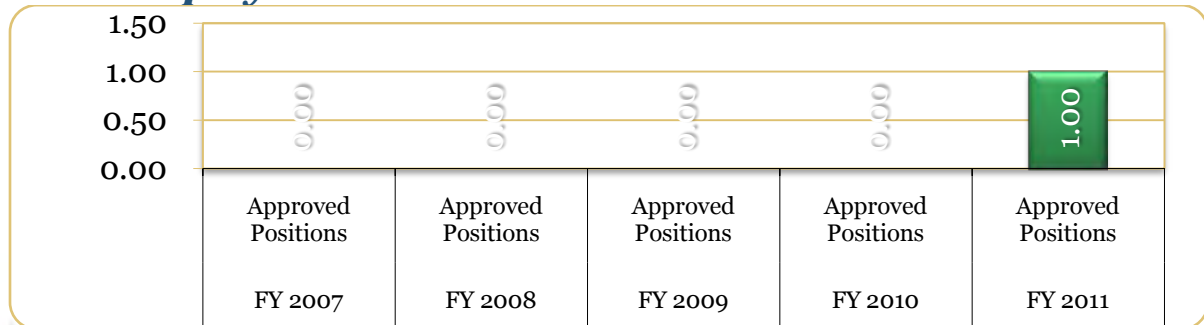 1.50
1.00
0.50
0.00
0.00 0.00 0.00 0.00 1.00
Approved Approved Approved Approved Approved
Positions Positions Positions Positions Positions
FY 2007 FY 2008 FY 2009 FY 2010 FY 2011